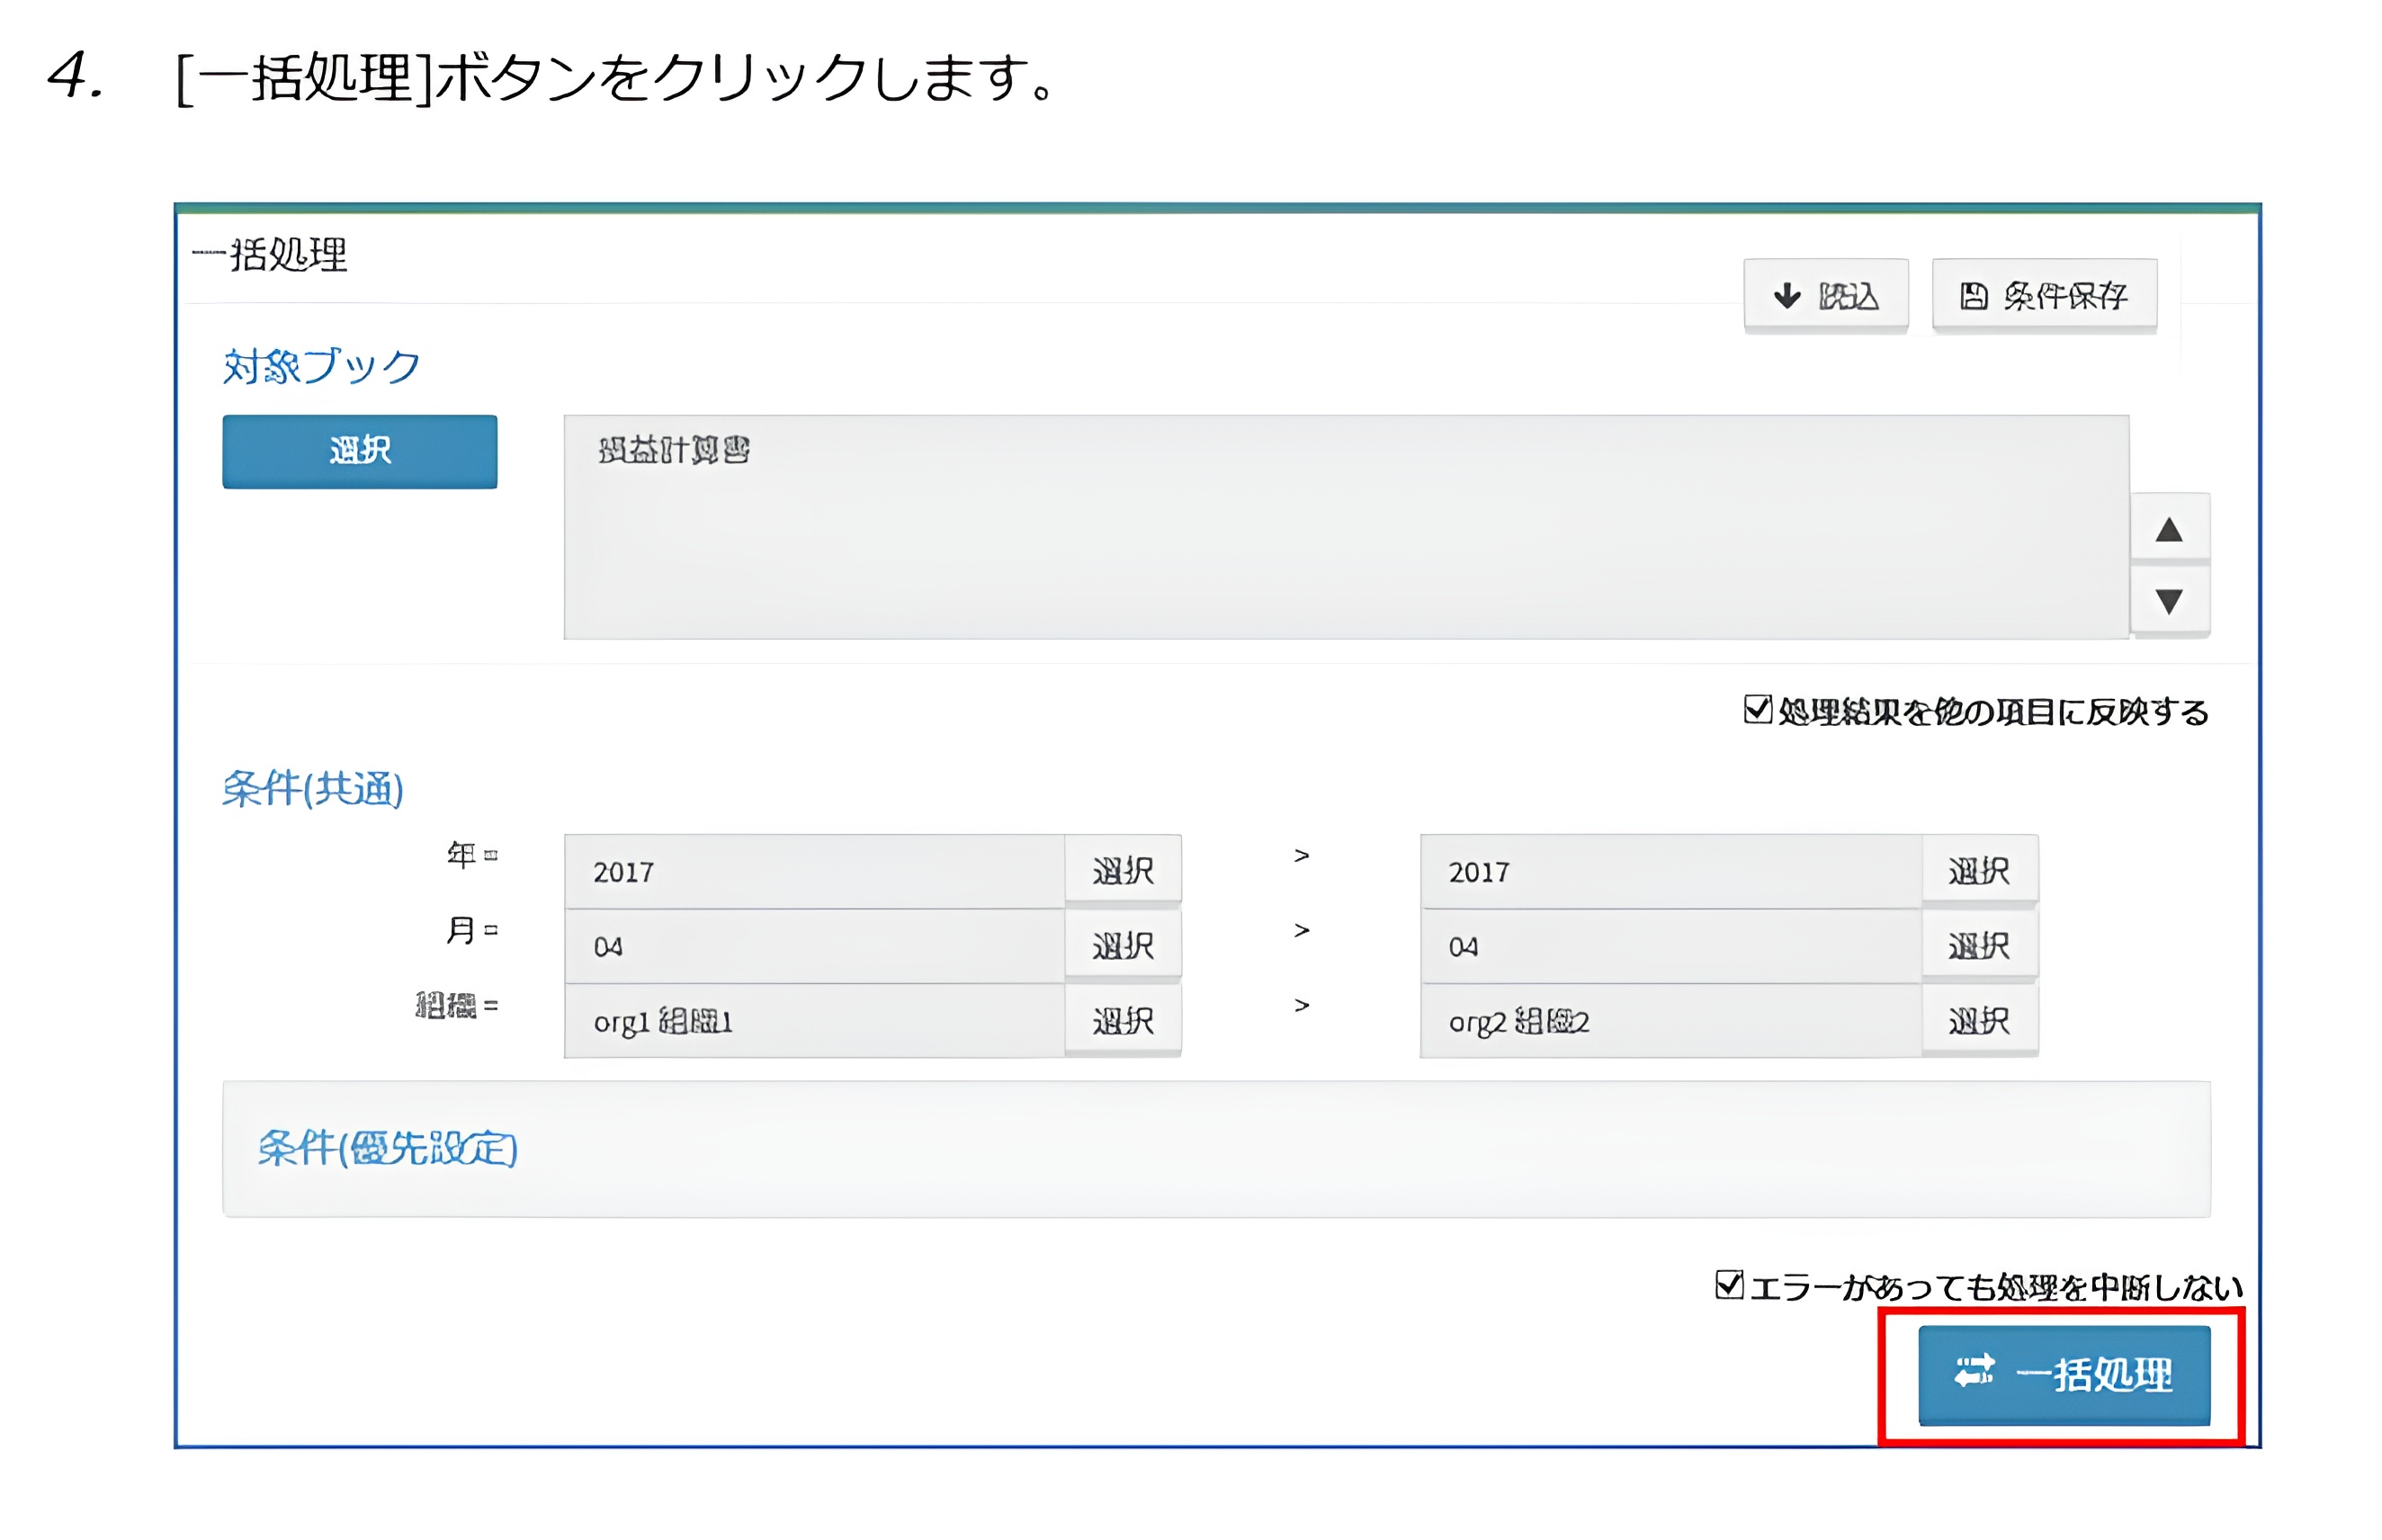 4. [一括処理]ボタンをクリックします。
一括処理
読込 条件保存
対象ブック
選択 損益計算書
▲
▼
処理結果を他の項目に反映する
条件(共通)
年 = 2017 選択 > 2017 選択
月 = 04 選択 > 04 選択
組織 = org1 組織1 選択 > org2 組織2 選択
条件(優先設定)
エラーがあっても処理を中断しない
一括処理